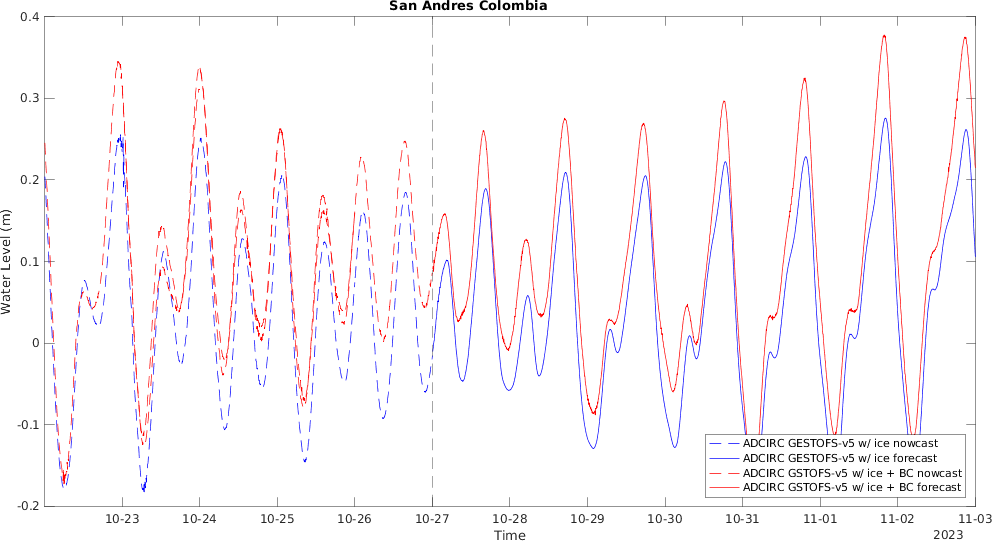 San Andres Colombia
Water Level (m)
0.4
0.3
0.2
0.1
0
-0.1
-0.2
10-23 10-24 10-25 10-26 10-27 10-28 10-29 10-30 10-31 11-01 11-02 11-03
Time
2023
ADCIRC GESTOFS-v5 w/ ice nowcast
ADCIRC GESTOFS-v5 w/ ice forecast
ADCIRC GSTOFS-v5 w/ ice + BC nowcast
ADCIRC GSTOFS-v5 w/ ice + BC forecast